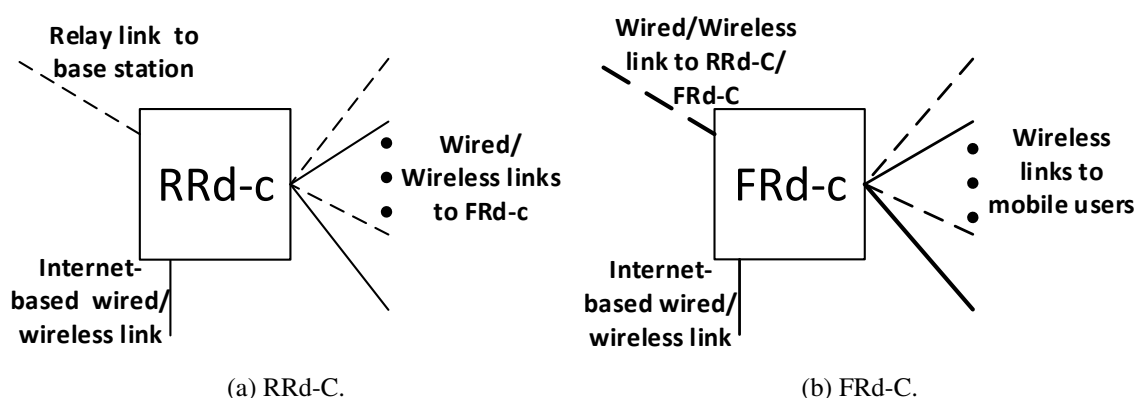 Relay link to
base station
RRd-c
Wired/
Wireless links
to FRd-c
Internet-
based wired/
wireless link
(a) RRd-C.
Wired/Wireless
link to RRd-C/
FRd-C
FRd-c
Wireless
links to
mobile users
Internet-
based wired/
wireless link
(b) FRd-C.